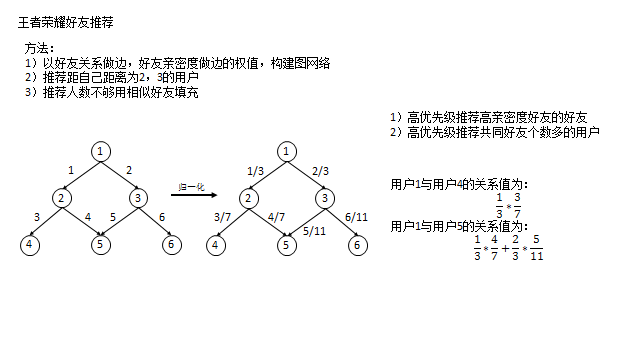 王者荣耀好友推荐
方法：
1）以好友关系做边，好友亲密度做边的权值，构建图网络
2）推荐距自己距离为2，3的用户
3）推荐人数不够用相似好友填充
1）高优先级推荐高亲密度好友的好友
2）高优先级推荐共同好友个数多的用户
1
1 2
2 3
3 4 5 6
4 5 6
归一化
1
1/3 2/3
2 3
3/7 4/7 5/11 6/11
4 5 6
用户1与用户4的关系值为：
1/3 * 3/7
用户1与用户5的关系值为：
1/3 * 4/7 + 2/3 * 5/11